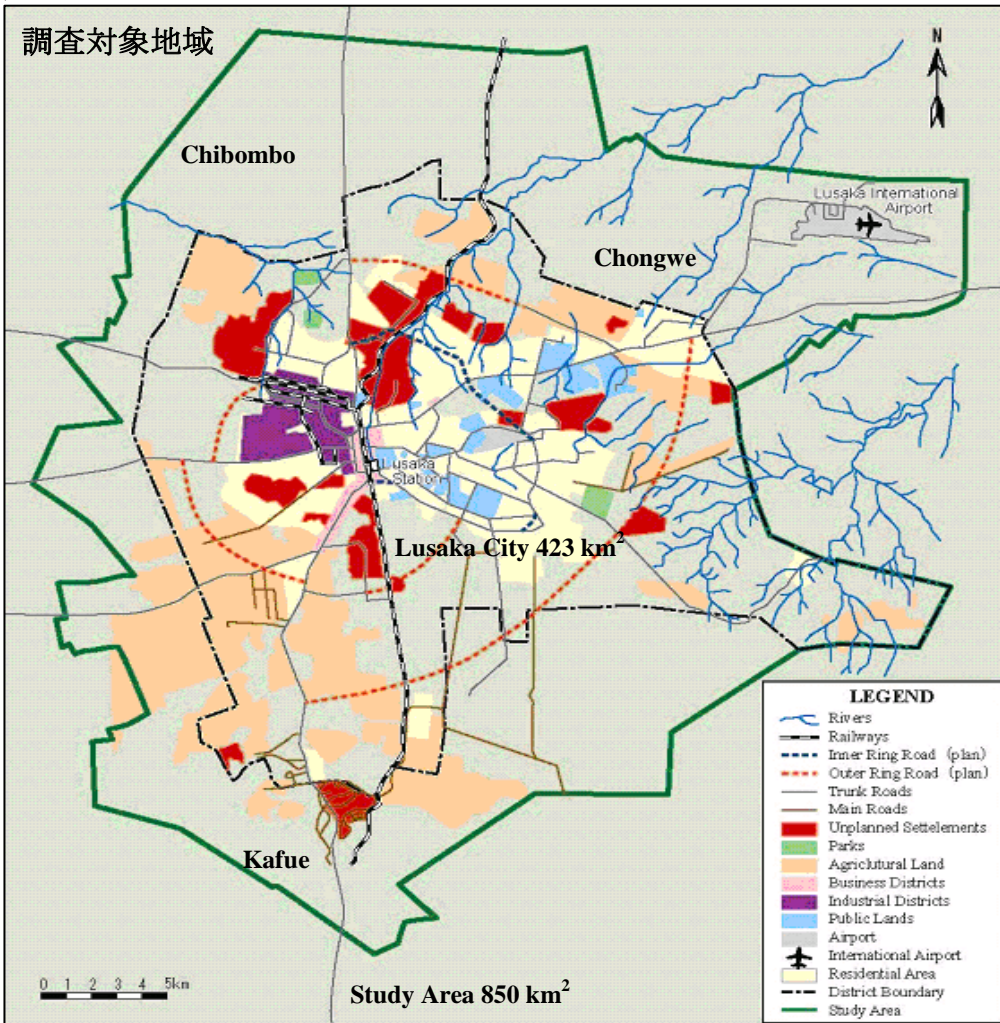 調査対象地域
N
Chibombo
Lusaka International
Airport
Chongwe
Lusaka
Station
Lusaka City 423 km²
Kafue
0 1 2 3 4 5km
Study Area 850 km²
LEGEND
Rivers
Railways
Inner Ring Road (plan)
Outer Ring Road (plan)
Trunk Roads
Main Roads
Unplanned Settelements
Parks
Agriclutural Land
Business Districts
Industrial Districts
Public Lands
Airport
International Airport
Residential Area
District Boundary
Study Area